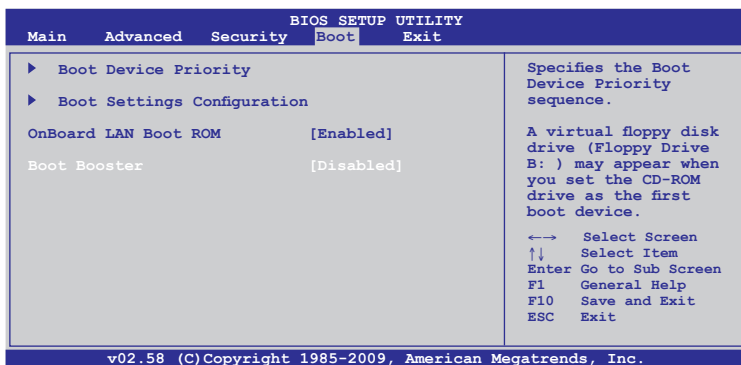 BIOS SETUP UTILITY
Main Advanced Security Boot Exit
Boot Device Priority
Boot Settings Configuration
OnBoard LAN Boot ROM [Enabled]
Boot Booster [Disabled]
Specifies the Boot
Device Priority
sequence.
A virtual floppy disk
drive (Floppy Drive
B: ) may appear when
you set the CD-ROM
drive as the first
boot device.
←→ Select Screen
↑↓ Select Item
Enter Go to Sub Screen
F1 General Help
F10 Save and Exit
ESC Exit
v02.58 (C)Copyright 1985-2009, American Megatrends, Inc.